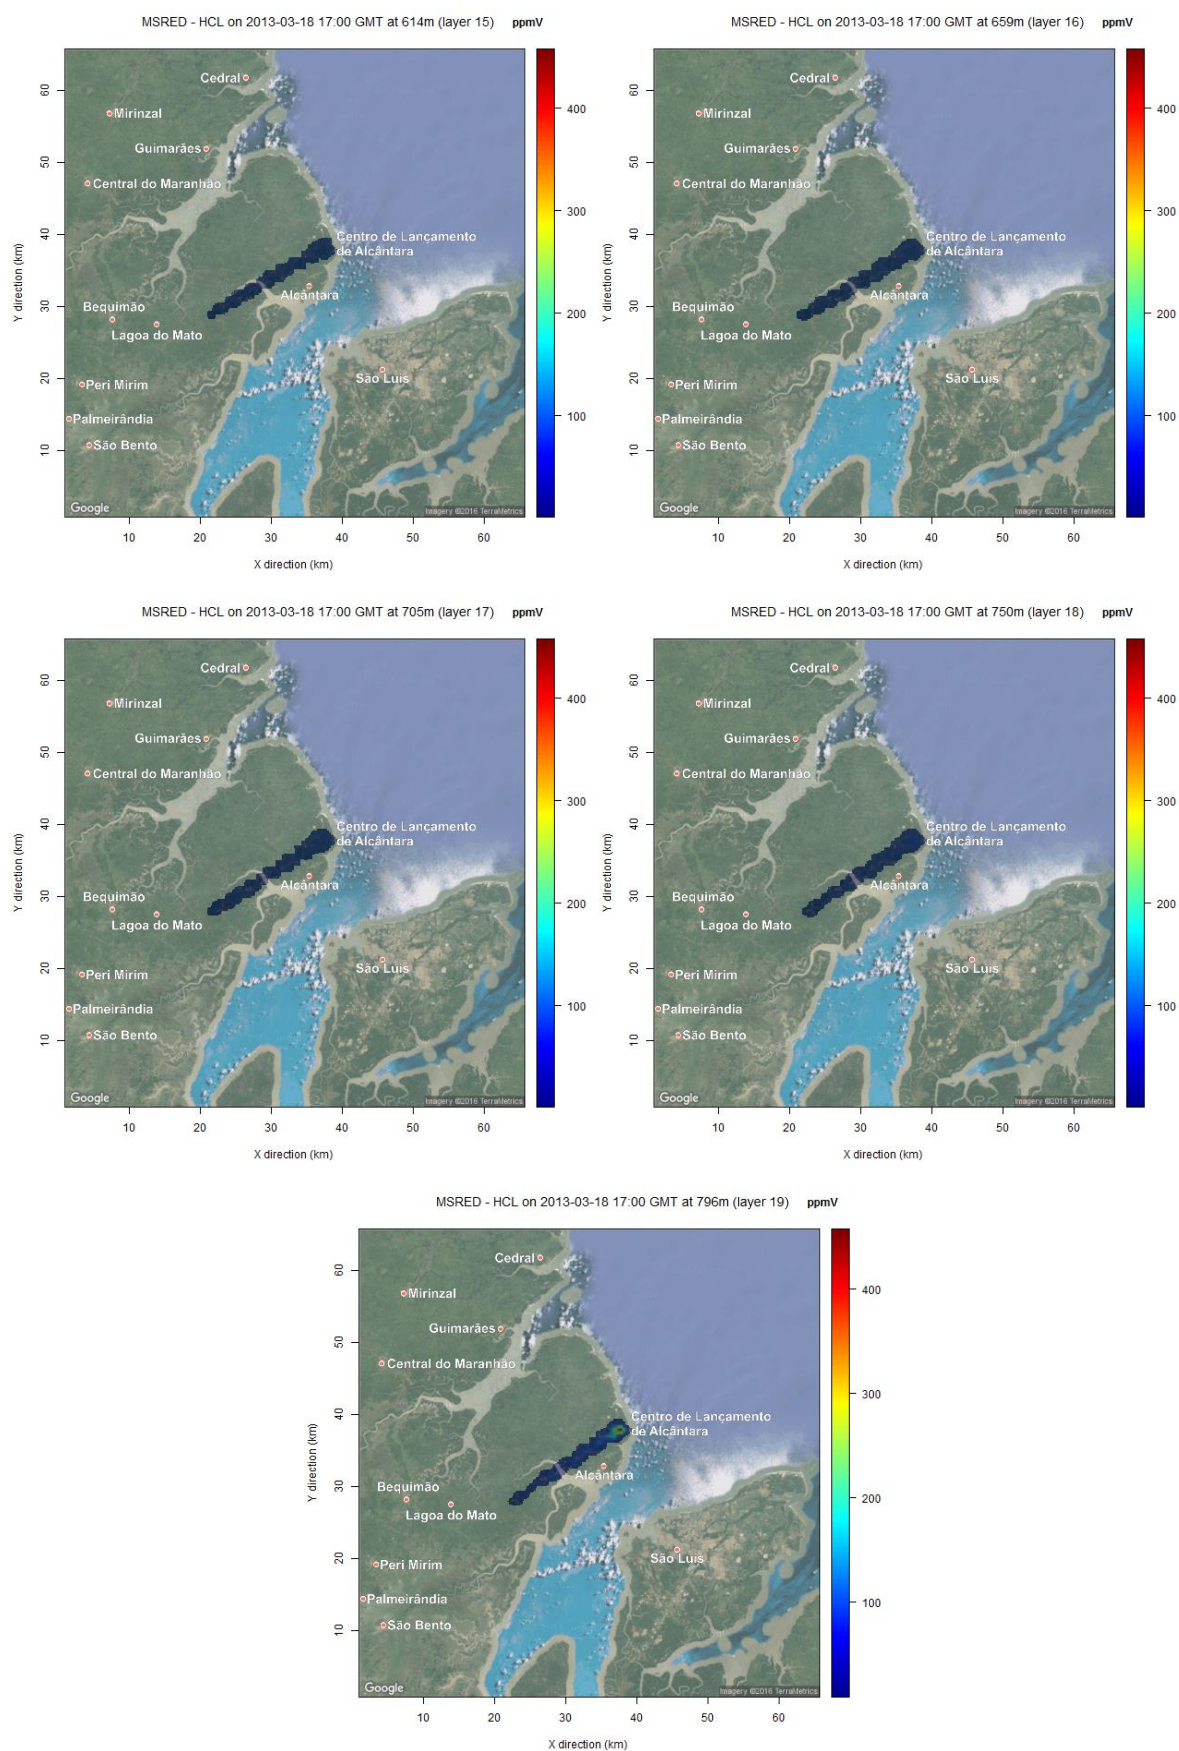 MSRED - HCL on 2013-03-18 17:00 GMT at 614m (layer 15) ppmV
Cedral
Mirinzal
Guimarães
Central do Maranhão
Centro de Lançamento
de Alcântara
Alcântara
Bequimão
Lagoa do Mato
São Luis
Peri Mirim
Palmeirândia
São Bento
Google
Imagery ©2016 TerraMetrics
60
50
40
30
20
10
Y direction (km)
10 20 30 40 50 60
X direction (km)
400
300
200
100
MSRED - HCL on 2013-03-18 17:00 GMT at 659m (layer 16) ppmV
Cedral
Mirinzal
Guimarães
Central do Maranhão
Centro de Lançamento
de Alcântara
Alcântara
Bequimão
Lagoa do Mato
São Luis
Peri Mirim
Palmeirândia
São Bento
Google
Imagery ©2016 TerraMetrics
60
50
40
30
20
10
Y direction (km)
10 20 30 40 50 60
X direction (km)
400
300
200
100
MSRED - HCL on 2013-03-18 17:00 GMT at 705m (layer 17) ppmV
Cedral
Mirinzal
Guimarães
Central do Maranhão
Centro de Lançamento
de Alcântara
Alcântara
Bequimão
Lagoa do Mato
São Luis
Peri Mirim
Palmeirândia
São Bento
Google
Imagery ©2016 TerraMetrics
60
50
40
30
20
10
Y direction (km)
10 20 30 40 50 60
X direction (km)
400
300
200
100
MSRED - HCL on 2013-03-18 17:00 GMT at 750m (layer 18) ppmV
Cedral
Mirinzal
Guimarães
Central do Maranhão
Centro de Lançamento
de Alcântara
Alcântara
Bequimão
Lagoa do Mato
São Luis
Peri Mirim
Palmeirândia
São Bento
Google
Imagery ©2016 TerraMetrics
60
50
40
30
20
10
Y direction (km)
10 20 30 40 50 60
X direction (km)
400
300
200
100
MSRED - HCL on 2013-03-18 17:00 GMT at 796m (layer 19) ppmV
Cedral
Mirinzal
Guimarães
Central do Maranhão
Centro de Lançamento
de Alcântara
Alcântara
Bequimão
Lagoa do Mato
São Luis
Peri Mirim
Palmeirândia
São Bento
Google
Imagery ©2016 TerraMetrics
60
50
40
30
20
10
Y direction (km)
10 20 30 40 50 60
X direction (km)
400
300
200
100